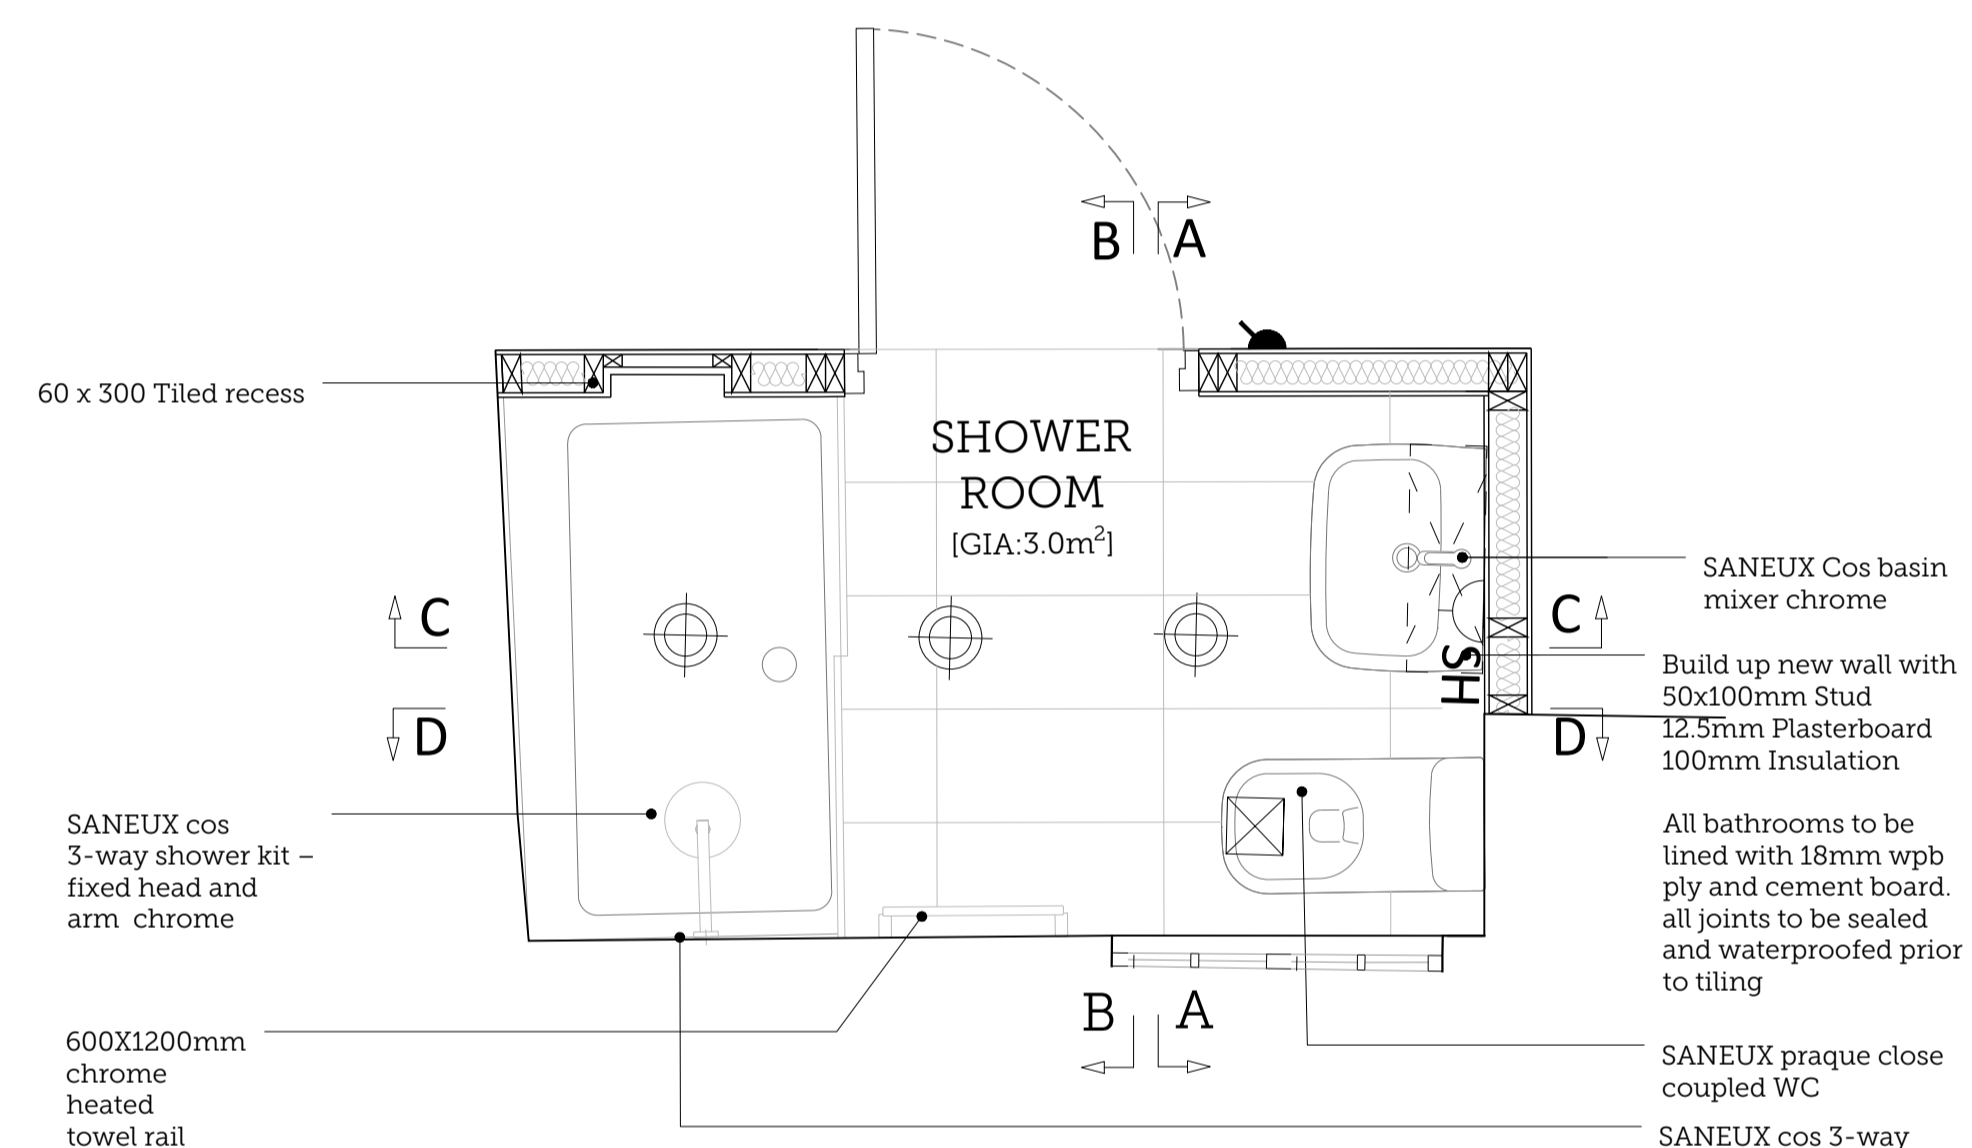 B A
60 x 300 Tiled recess
SHOWER
ROOM
[GIA:3.0m²]
SANEUX Cos basin
mixer chrome
C
C
SH
Build up new wall with
50x100mm Stud
12.5mm Plasterboard
100mm Insulation
D
D
SANEUX cos
3-way shower kit –
fixed head and
arm chrome
All bathrooms to be
lined with 18mm wpb
ply and cement board.
all joints to be sealed
and waterproofed prior
to tiling
B A
600X1200mm
chrome
heated
towel rail
SANEUX praque close
coupled WC
SANEUX cos 3-way